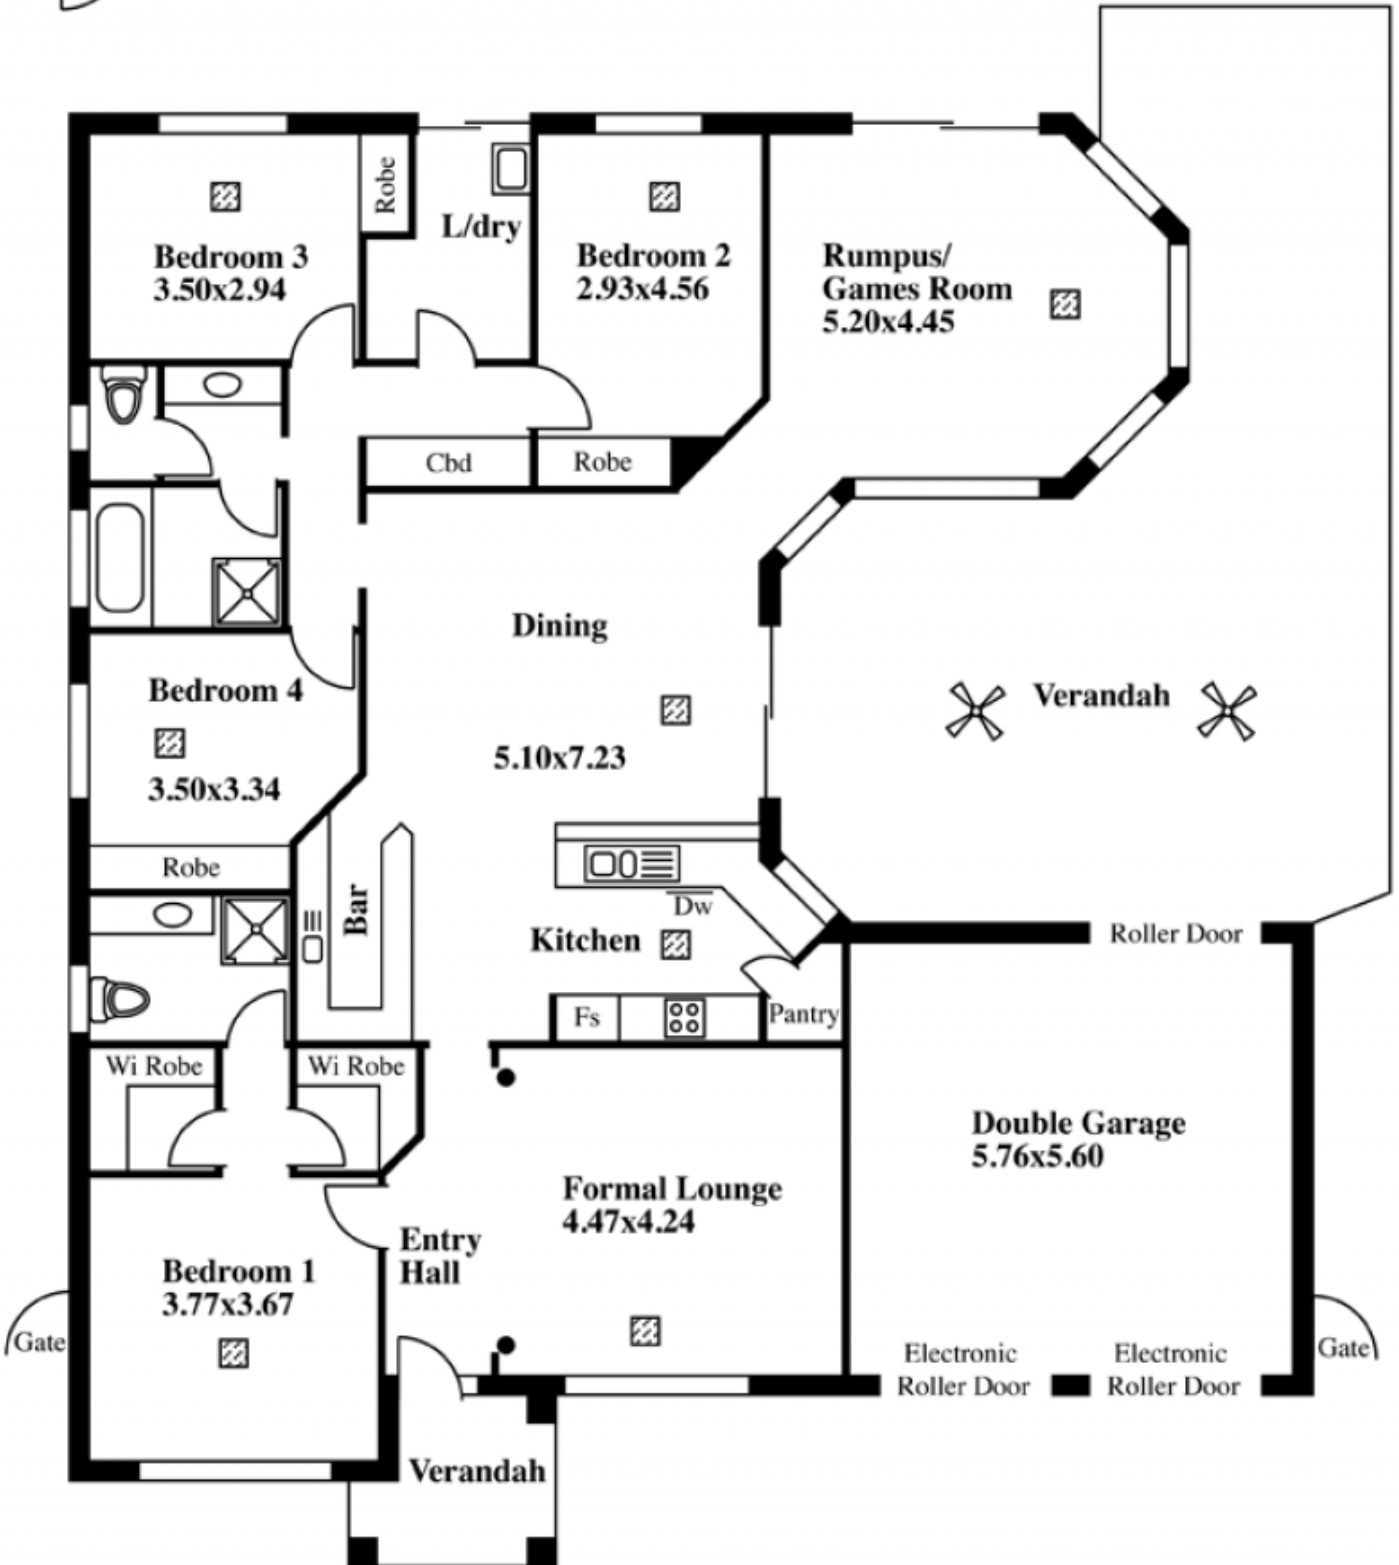 Robe
L/dry
Bedroom 3
3.50x2.94
Bedroom 2
2.93x4.56
Rumpus/
Games Room
5.20x4.45
Cbd
Robe
Dining
5.10x7.23
Bedroom 4
3.50x3.34
Robe
Verandah
Bar
Dw
Kitchen
Fs
Pantry
Roller Door
Wi Robe
Wi Robe
Double Garage
5.76x5.60
Formal Lounge
4.47x4.24
Entry
Hall
Bedroom 1
3.77x3.67
Gate
Gate
Electronic
Roller Door
Electronic
Roller Door
Verandah